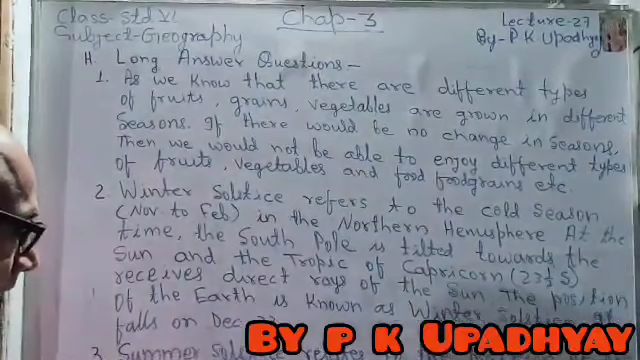 Class- Std VI Chap-3 Lecture-27
Subject-Geography By-P K Upadhyay
H. Long Answer Questions-
1. As we know that there are different types
of fruits, grains, vegetables are grown in different
Seasons. If there would be no change in Seasons,
Then we would not be able to enjoy different types
of fruits, vegetables and food foodgrains etc.
2. Winter Solstice refers to the cold Season
(Nov to Feb) in the Northern Hemisphere At the
time, the South Pole is tilted towards the
Sun and the Tropic of Capricorn (23½ S)
receives direct rays of the Sun The position
Of the Earth is known as Winter Solstice
falls on Dec
3. Summer
BY P K UPADHYAY